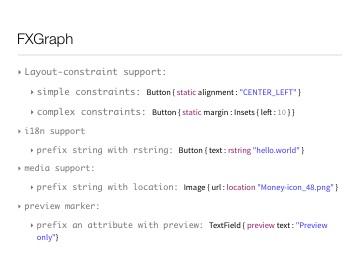 FXGraph
Layout-constraint support:
simple constraints: Button { static alignment : "CENTER_LEFT" }
complex constraints: Button { static margin : Insets { left : 10 } }
i18n support
prefix string with rstring: Button { text : rstring "hello.world" }
media support:
prefix string with location: Image { url : location "Money-icon_48.png" }
preview marker:
prefix an attribute with preview: TextField { preview text : "Preview
only"}